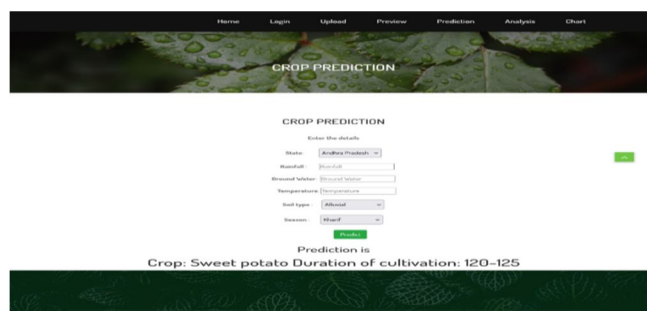 Home Login Upload Preview Prediction Analysis Chart
CROP PREDICTION
CROP PREDICTION
Enter the details
State: Andhra Pradesh
Rainfall: Rainfall
Ground Water: Ground Water
Temperature Temperature
Soil type: Alluvial
Season: Kharif
Predict
Prediction is
Crop: Sweet potato Duration of cultivation: 120-125